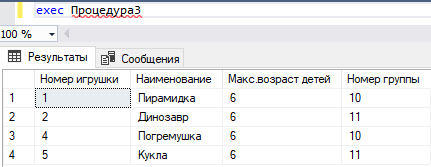 exec Процедура3
100 %
Результаты Сообщения
Номер игрушки Наименование Макс.возраст детей Номер группы
1 1 Пирамидка 6 10
2 2 Динозавр 6 11
3 4 Погремушка 6 10
4 5 Кукла 6 11